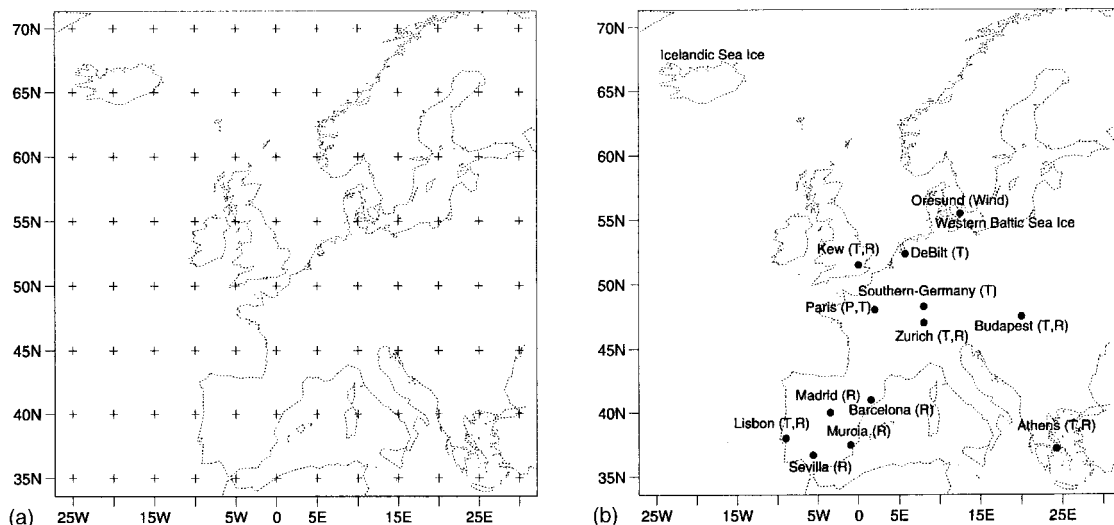 70N
65N
60N
55N
50N
45N
40N
35N
(a)
25W
15W
5W
0
5E
15E
25E
70N
65N
60N
55N
50N
45N
40N
35N
Icelandic Sea Ice
Oresund (Wind)
Western Baltic Sea Ice
Kew (T,R)
DeBilt (T)
Southern-Germany (T)
Paris (P,T)
Budapest (T,R)
Zurich (T,R)
Madrid (R)
Barcelona (R)
Lisbon (T,R)
Murcia (R)
Athens (T,R)
Sevilla (R)
(b)
25W
15W
5W
0
5E
15E
25E